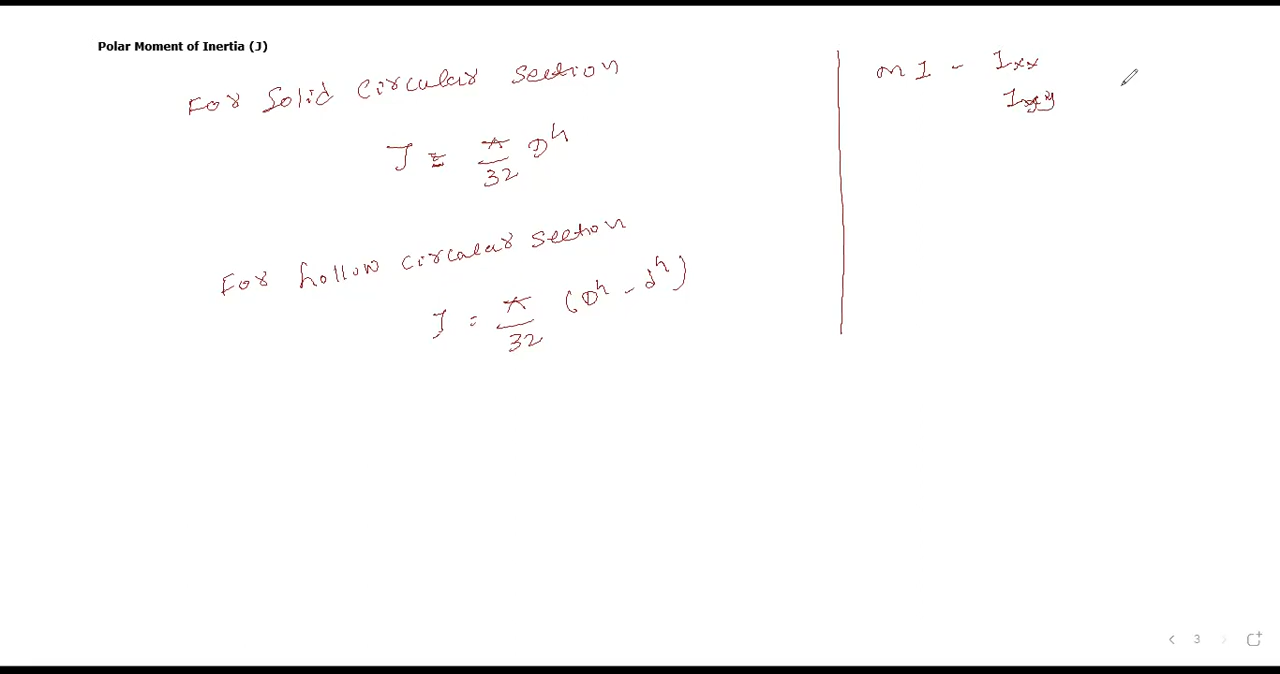 Polar Moment of Inertia (J)
For Solid Circular Section
J = π/32 D⁴
For hollow circular section
J = π/32 (D⁴ - d⁴)
M I - Ixx
Iyy
3